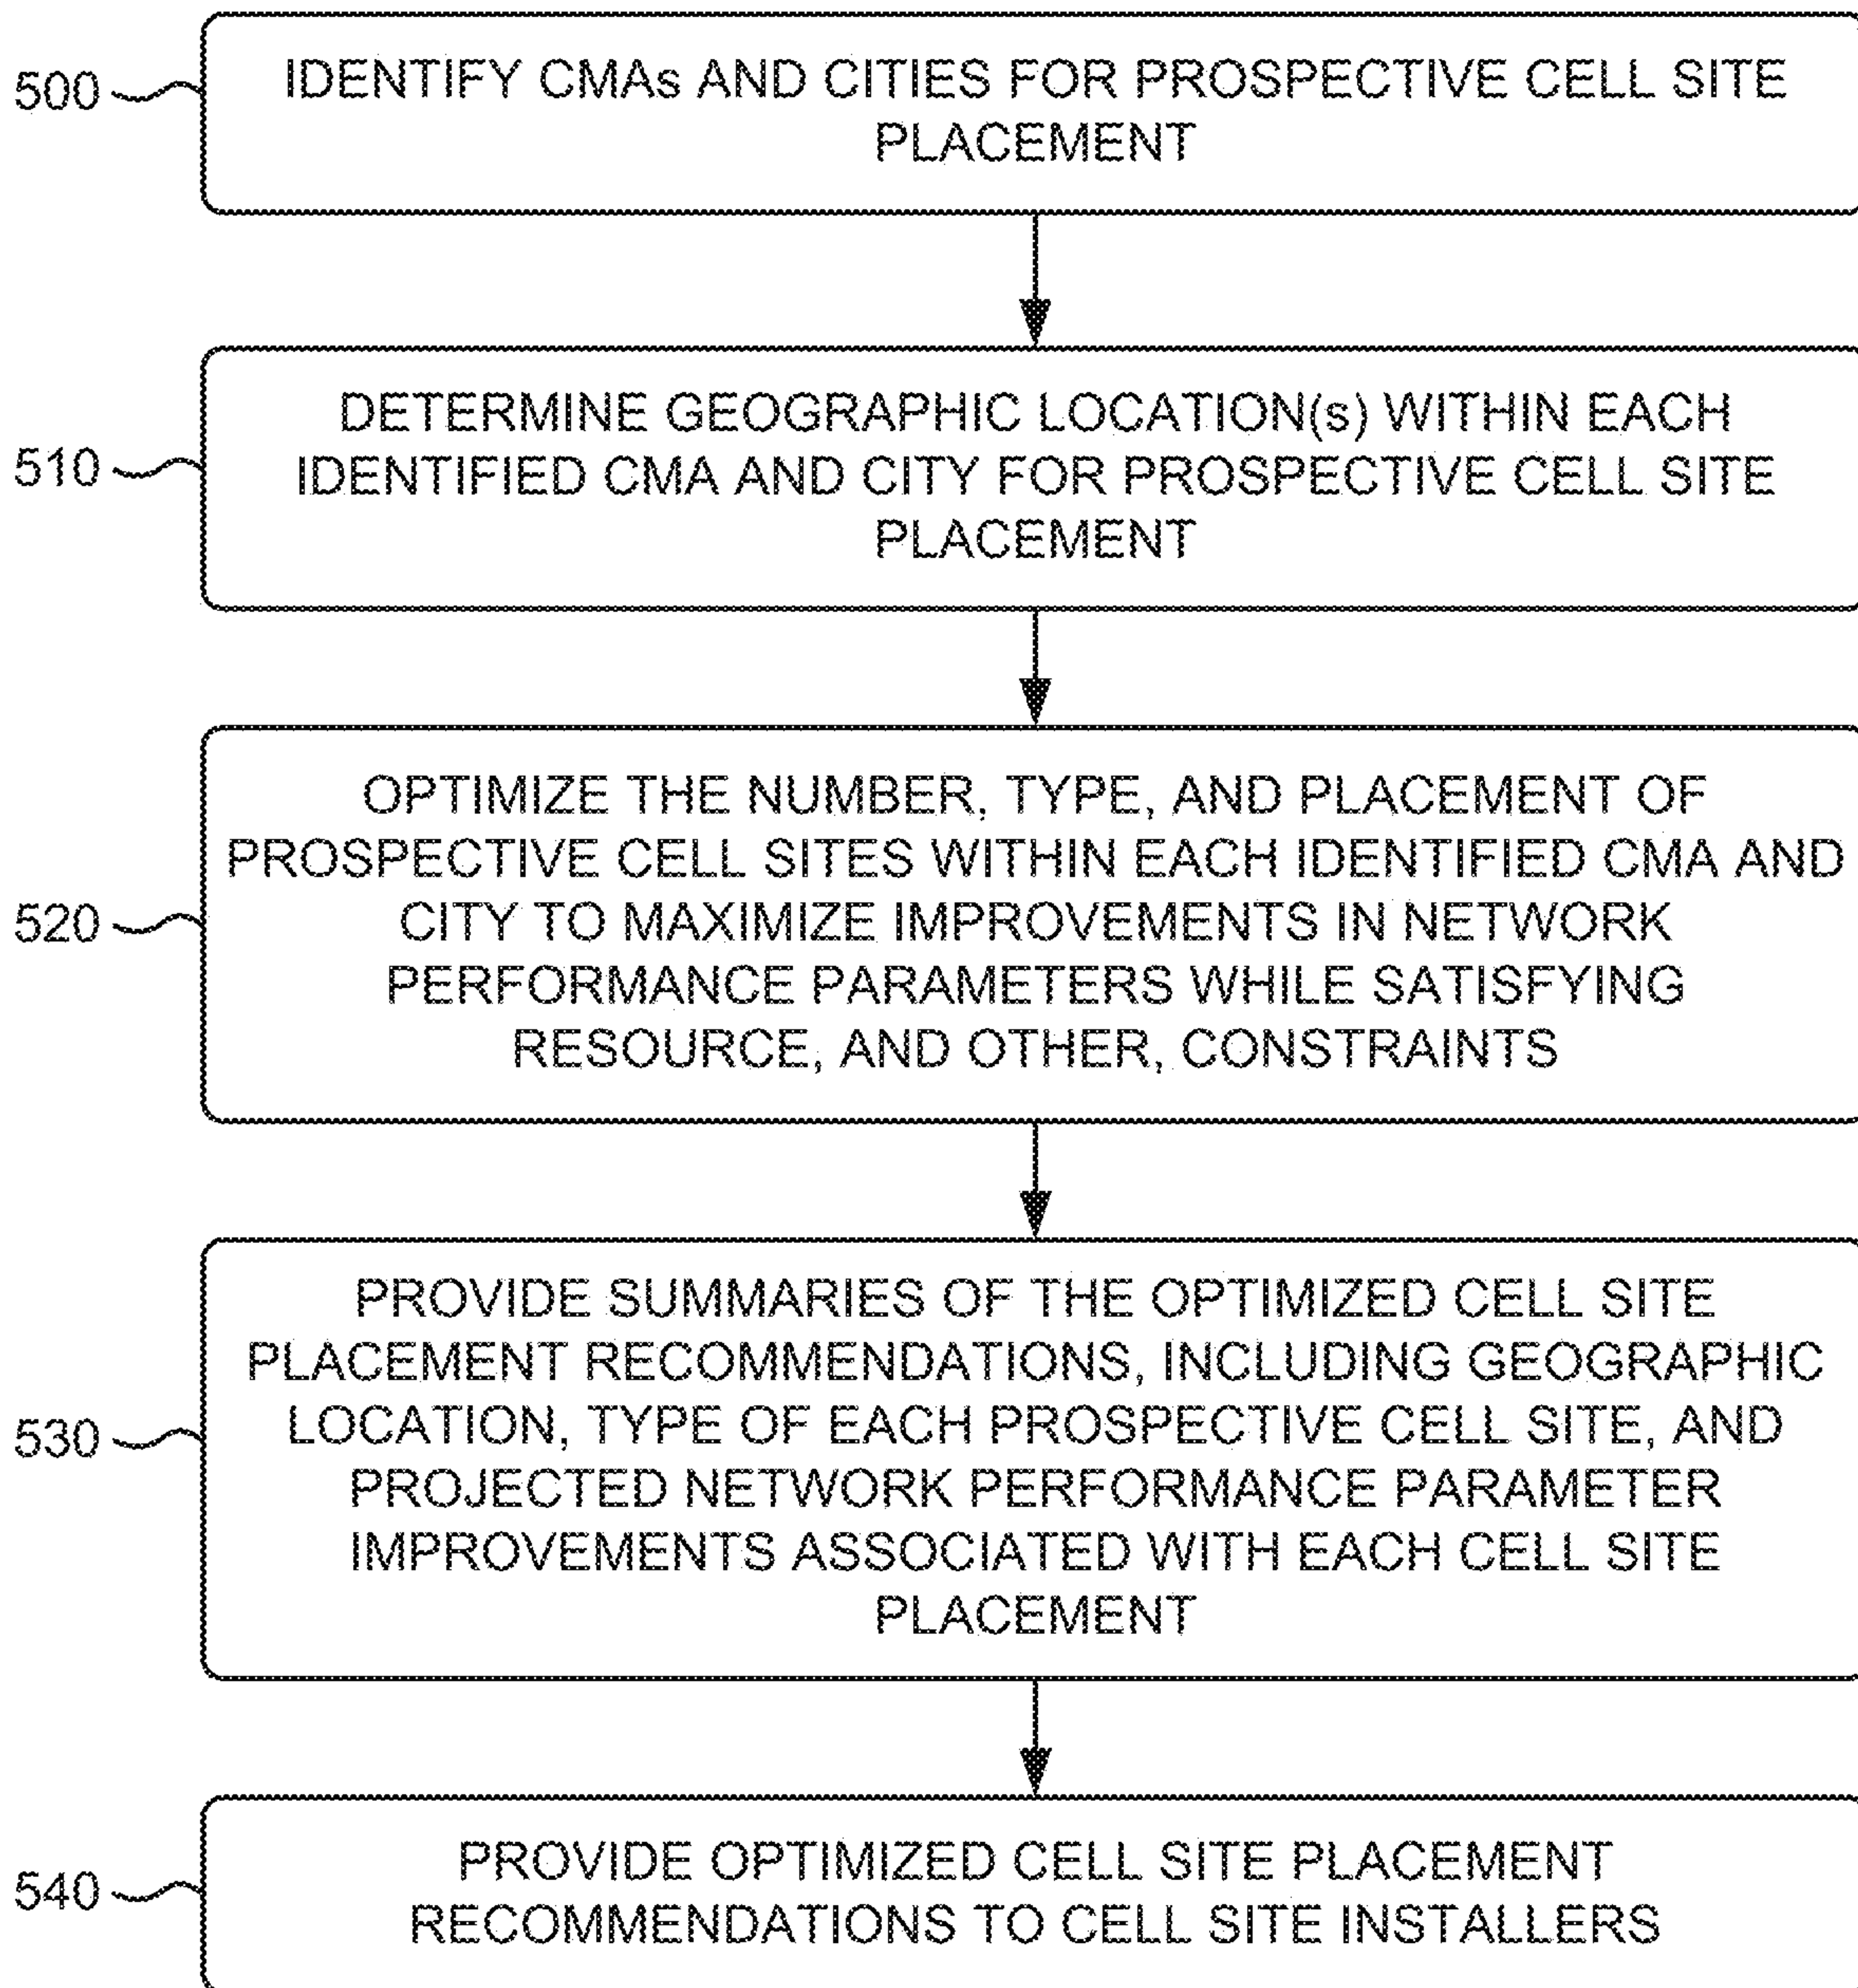 500
IDENTIFY CMAs AND CITIES FOR PROSPECTIVE CELL SITE
PLACEMENT
510
DETERMINE GEOGRAPHIC LOCATION(s) WITHIN EACH
IDENTIFIED CMA AND CITY FOR PROSPECTIVE CELL SITE
PLACEMENT
520
OPTIMIZE THE NUMBER, TYPE, AND PLACEMENT OF
PROSPECTIVE CELL SITES WITHIN EACH IDENTIFIED CMA AND
CITY TO MAXIMIZE IMPROVEMENTS IN NETWORK
PERFORMANCE PARAMETERS WHILE SATISFYING
RESOURCE, AND OTHER, CONSTRAINTS
530
PROVIDE SUMMARIES OF THE OPTIMIZED CELL SITE
PLACEMENT RECOMMENDATIONS, INCLUDING GEOGRAPHIC
LOCATION, TYPE OF EACH PROSPECTIVE CELL SITE, AND
PROJECTED NETWORK PERFORMANCE PARAMETER
IMPROVEMENTS ASSOCIATED WITH EACH CELL SITE
PLACEMENT
540
PROVIDE OPTIMIZED CELL SITE PLACEMENT
RECOMMENDATIONS TO CELL SITE INSTALLERS